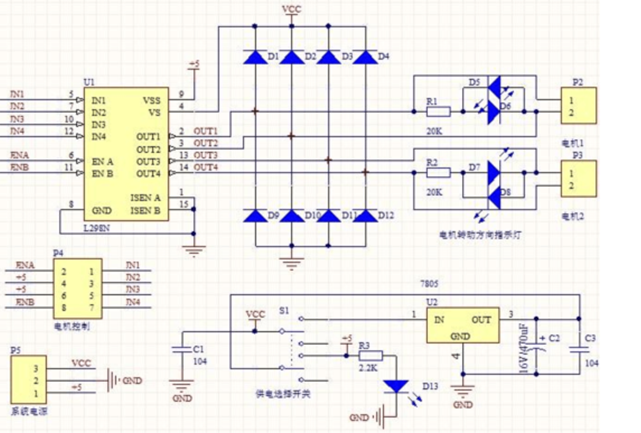 VCC
D1 D2 D3 D4
+5
U1
IN1 5 IN1 VSS 9
IN2 7 IN2 VS 4
IN3 10 IN3
IN4 12 IN4 OUT1 2 OUT1
OUT2 3 OUT2
ENA 6 EN A OUT3 13 OUT3
ENB 11 EN B OUT4 14 OUT4
ISEN A 1
8 GND ISEN B 15
L298N
D9 D10 D11 D12
D5 P2
R1 D6 1
2
20K 电机1
R2 D7 P3
1
2
20K D8
电机2
电机转动方向指示灯
P4
ENA 2 1 IN1
+5 4 3 IN2
+5 6 5 IN3
ENB 8 7 IN4
电机控制
P5
3 VCC
2 GND
1 +5
系统电源
7805
VCC S1 U2
1 IN OUT 3
GND
4
C1
104
GND
+5 R3
2.2K
供电选择开关
D13
GND
GND
16V/470uF
C2 C3
104